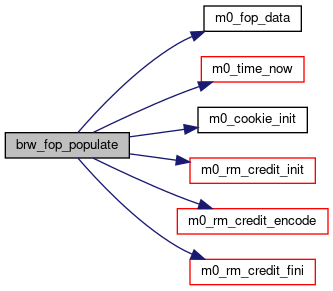 m0_fop_data
m0_time_now
m0_cookie_init
brw_fop_populate
m0_rm_credit_init
m0_rm_credit_encode
m0_rm_credit_fini